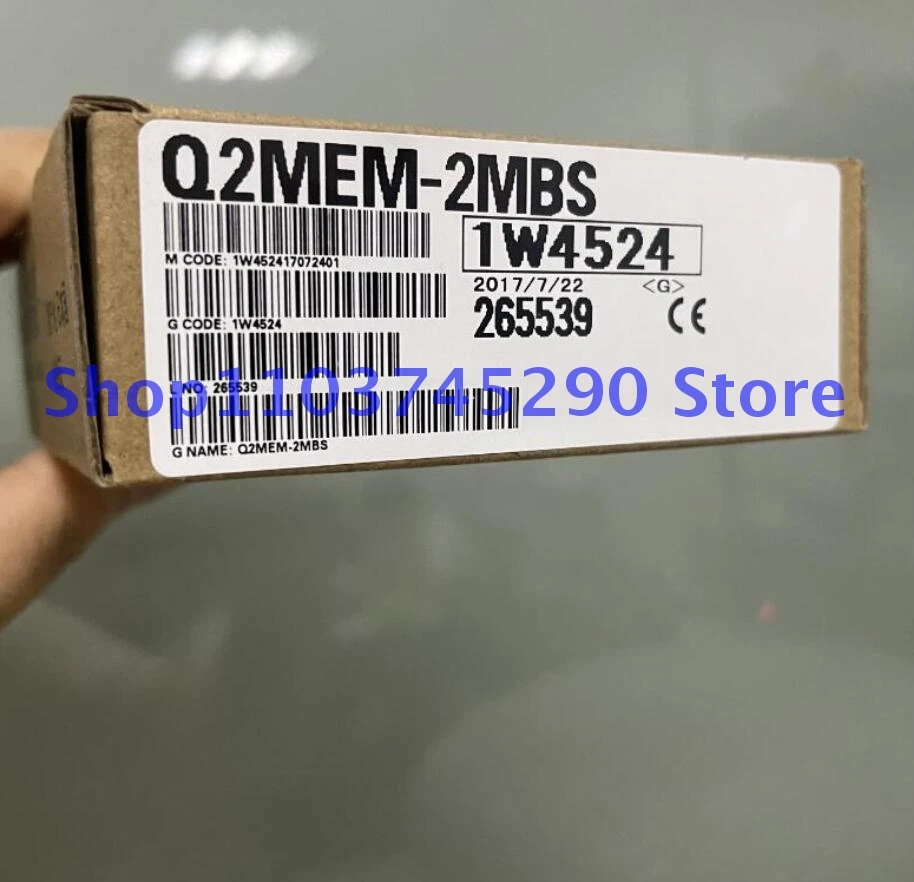 Q2MEM-2MBS
1W4524
M CODE: 1W452417072401
2017/7/22 <G>
265539 CE
G CODE: 1W4524
L NO: 265539
Shop1103745290 Store
G NAME: Q2MEM-2MBS